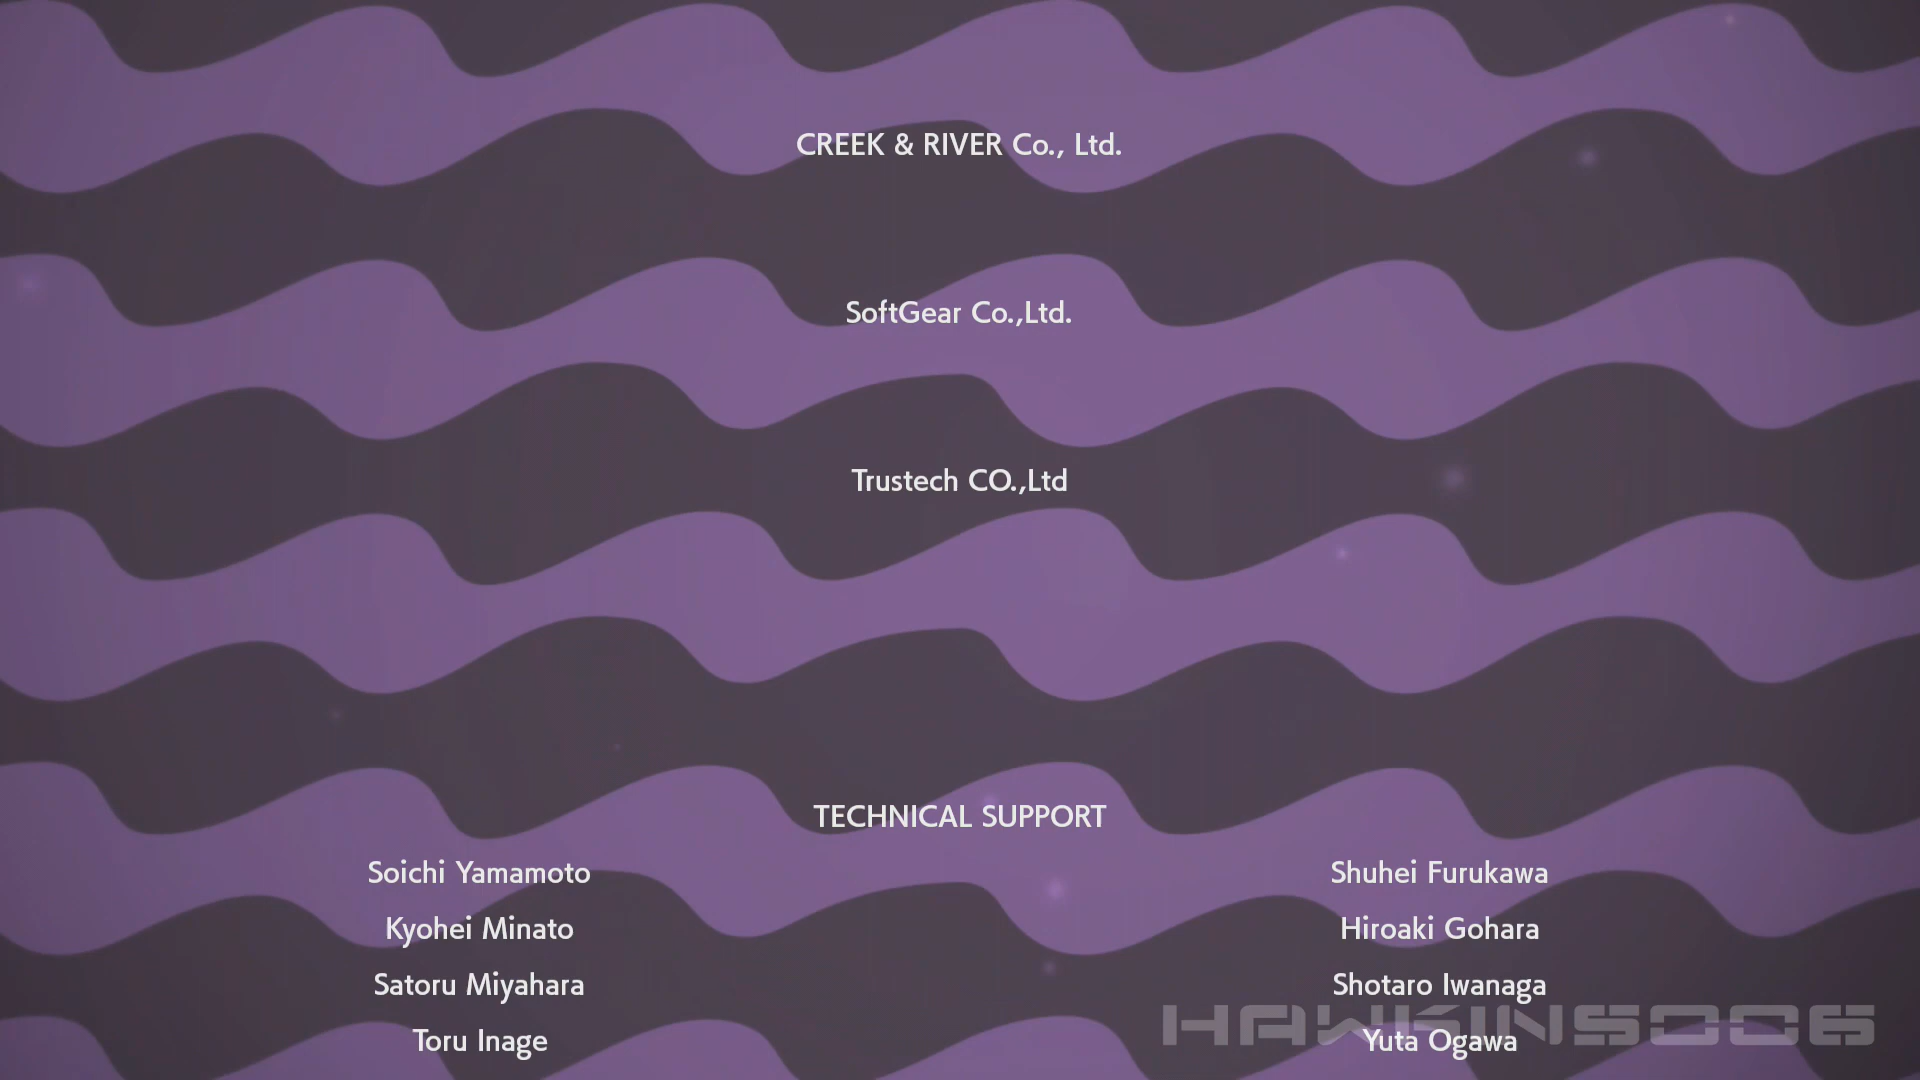 CREEK & RIVER Co., Ltd.
SoftGear Co.,Ltd.
Trustech CO.,Ltd
TECHNICAL SUPPORT
Soichi Yamamoto
Shuhei Furukawa
Kyohei Minato
Hiroaki Gohara
Satoru Miyahara
Shotaro Iwanaga
Toru Inage
Yuta Ogawa
HAWKINS006